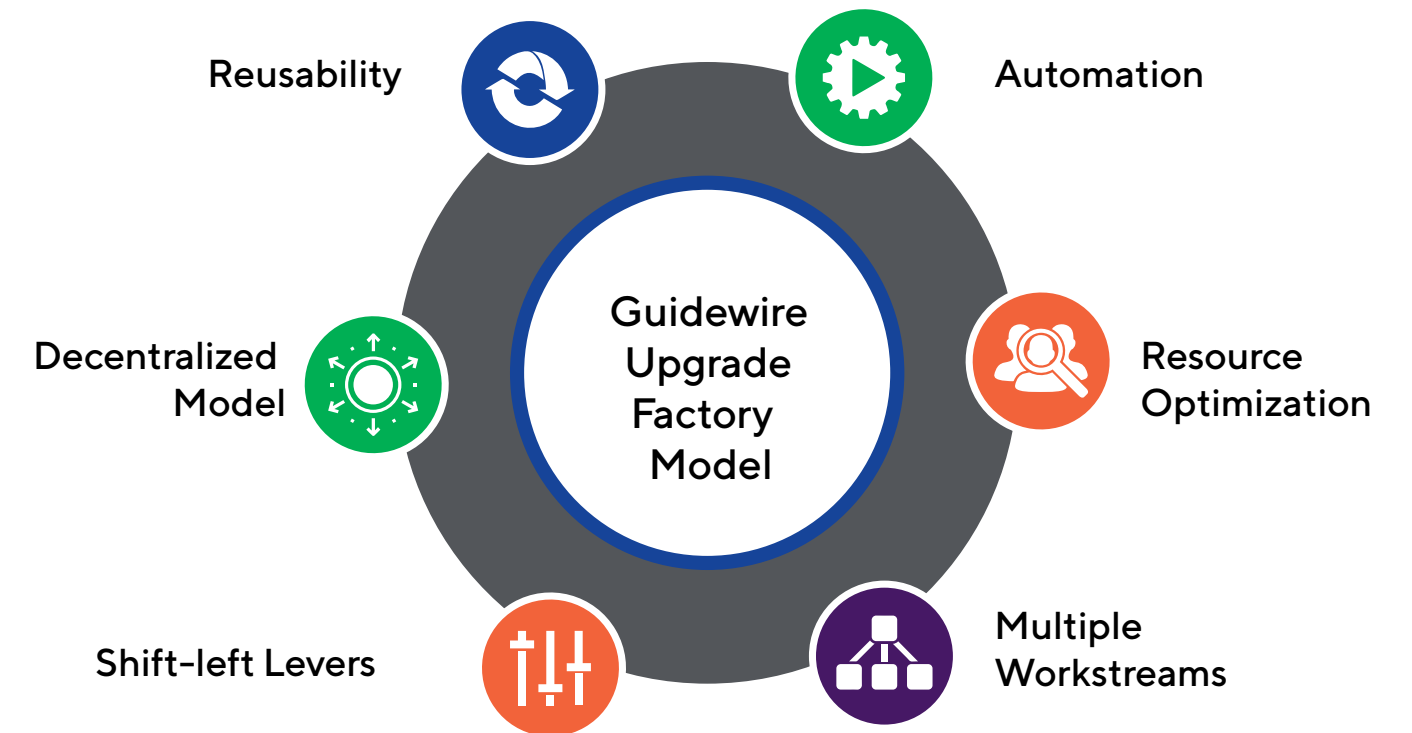 Reusability
Automation
Guidewire
Upgrade
Factory
Model
Decentralized
Model
Resource
Optimization
Shift-left Levers
Multiple
Workstreams